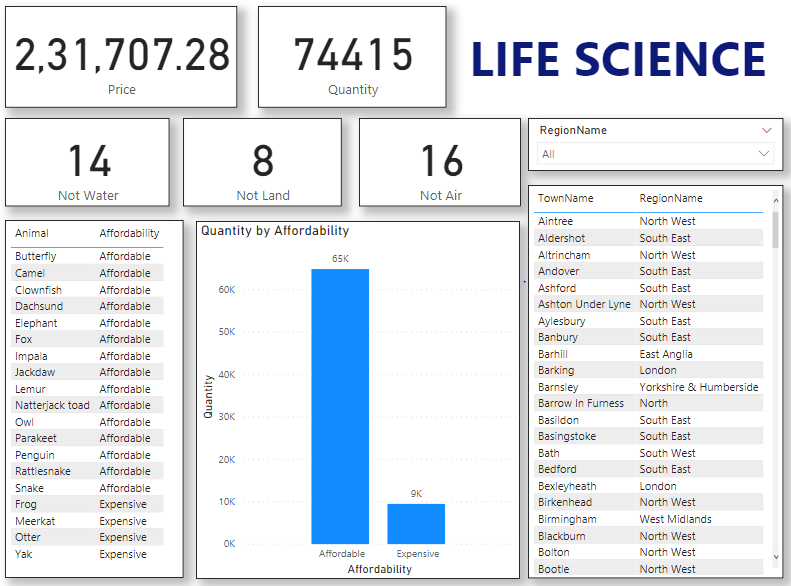 2,31,707.28
Price
74415
Quantity
LIFE SCIENCE
14
Not Water
8
Not Land
16
Not Air
RegionName
All
Animal Affordability
Butterfly Affordable
Camel Affordable
Clownfish Affordable
Dachsund Affordable
Elephant Affordable
Fox Affordable
Impala Affordable
Jackdaw Affordable
Lemur Affordable
Natterjack toad Affordable
Owl Affordable
Parakeet Affordable
Penguin Affordable
Rattlesnake Affordable
Snake Affordable
Frog Expensive
Meerkat Expensive
Otter Expensive
Yak Expensive
Quantity by Affordability
65K
60K
50K
40K
30K
20K
10K
0K
9K
Quantity
Affordable Expensive
Affordability
TownName RegionName
Aintree North West
Aldershot South East
Altrincham North West
Andover South East
Ashford South East
Ashton Under Lyne North West
Aylesbury South East
Banbury South East
Barhill East Anglia
Barking London
Barnsley Yorkshire & Humberside
Barrow In Furness North
Basildon South East
Basingstoke South East
Bath South West
Bedford South East
Bexleyheath London
Birkenhead North West
Birmingham West Midlands
Blackburn North West
Bolton North West
Bootle North West